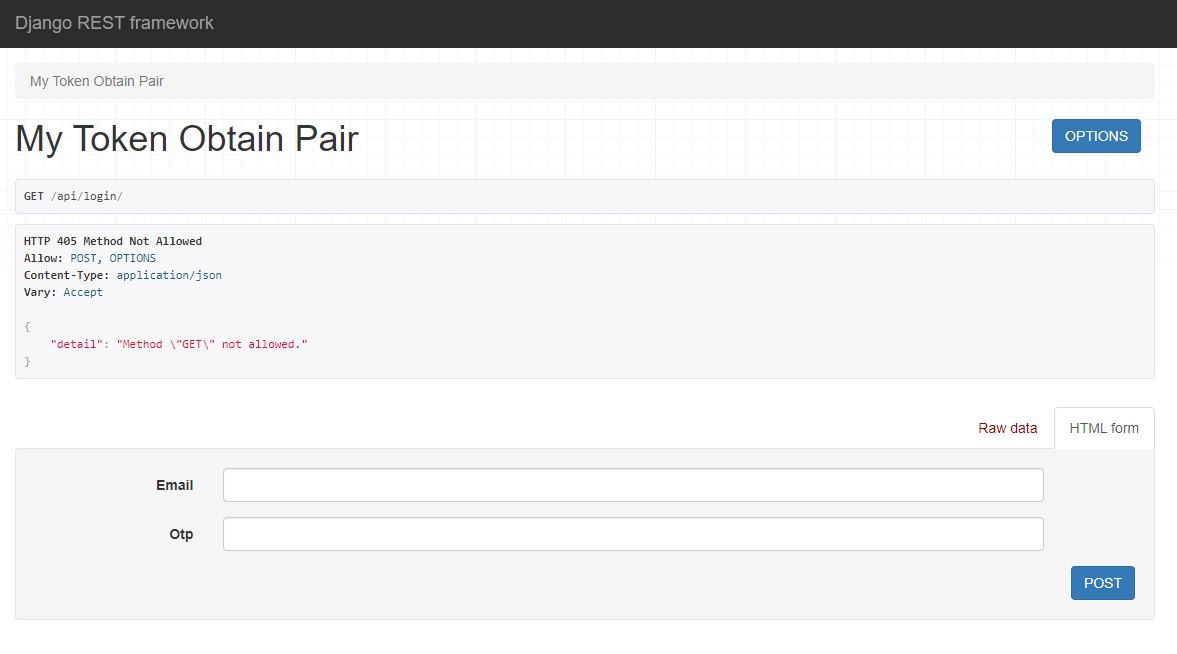 Django REST framework
My Token Obtain Pair
My Token Obtain Pair
OPTIONS
GET /api/login/
HTTP 405 Method Not Allowed
Allow: POST, OPTIONS
Content-Type: application/json
Vary: Accept
{
"detail": "Method \"GET\" not allowed."
}
Raw data
HTML form
Email
Otp
POST